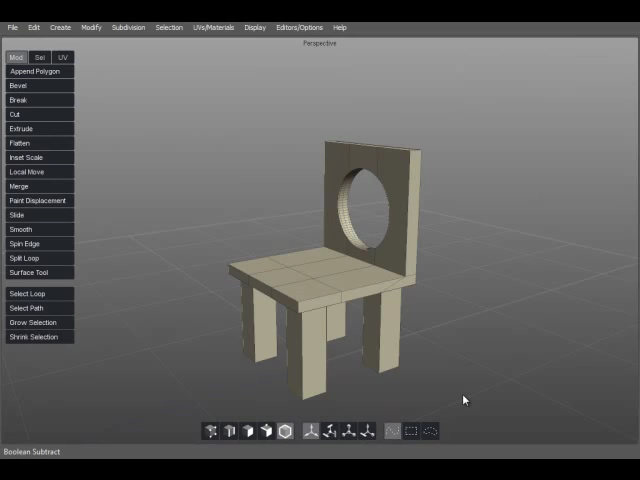 File Edit Create Modify Subdivision Selection UVs/Materials Display Editors/Options Help
Perspective
Mod Sel UV
Append Polygon
Bevel
Break
Cut
Extrude
Flatten
Inset Scale
Local Move
Merge
Paint Displacement
Slide
Smooth
Spin Edge
Split Loop
Surface Tool
Select Loop
Select Path
Grow Selection
Shrink Selection
Boolean Subtract